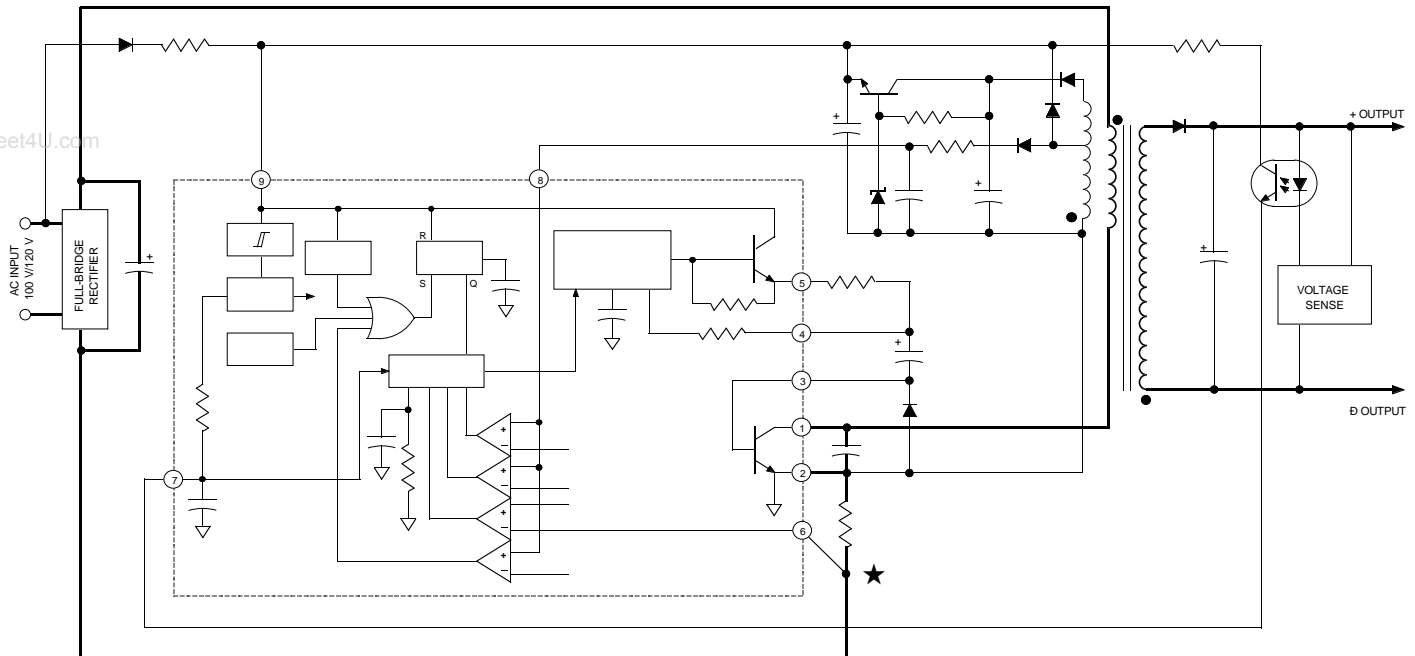 eet4U.com
+ OUTPUT
9
8
AC INPUT
100 V/120 V
FULL-BRIDGE
RECTIFIER
+
+
+
+
R
S
Q
5
VOLTAGE
SENSE
4
+
3
1
Đ OUTPUT
+
–
2
+
–
7
+
–
6
+
–